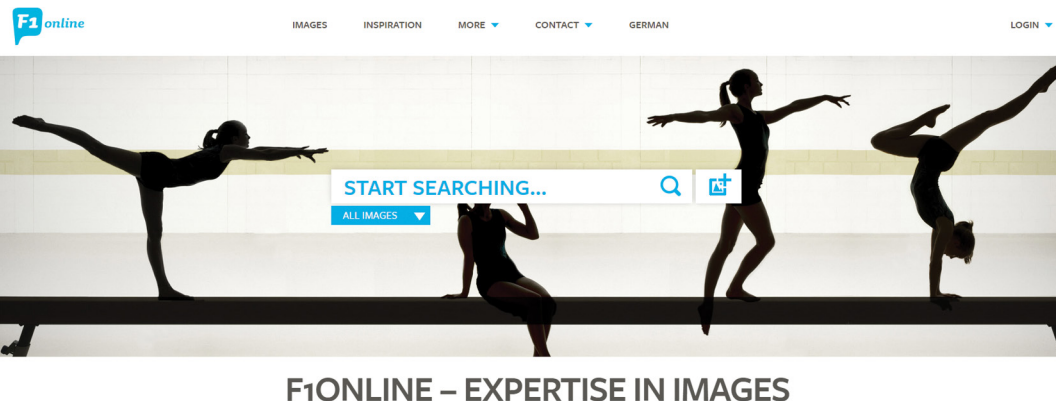 F1 online
IMAGES INSPIRATION MORE CONTACT GERMAN LOGIN
START SEARCHING...
ALL IMAGES
F1ONLINE – EXPERTISE IN IMAGES